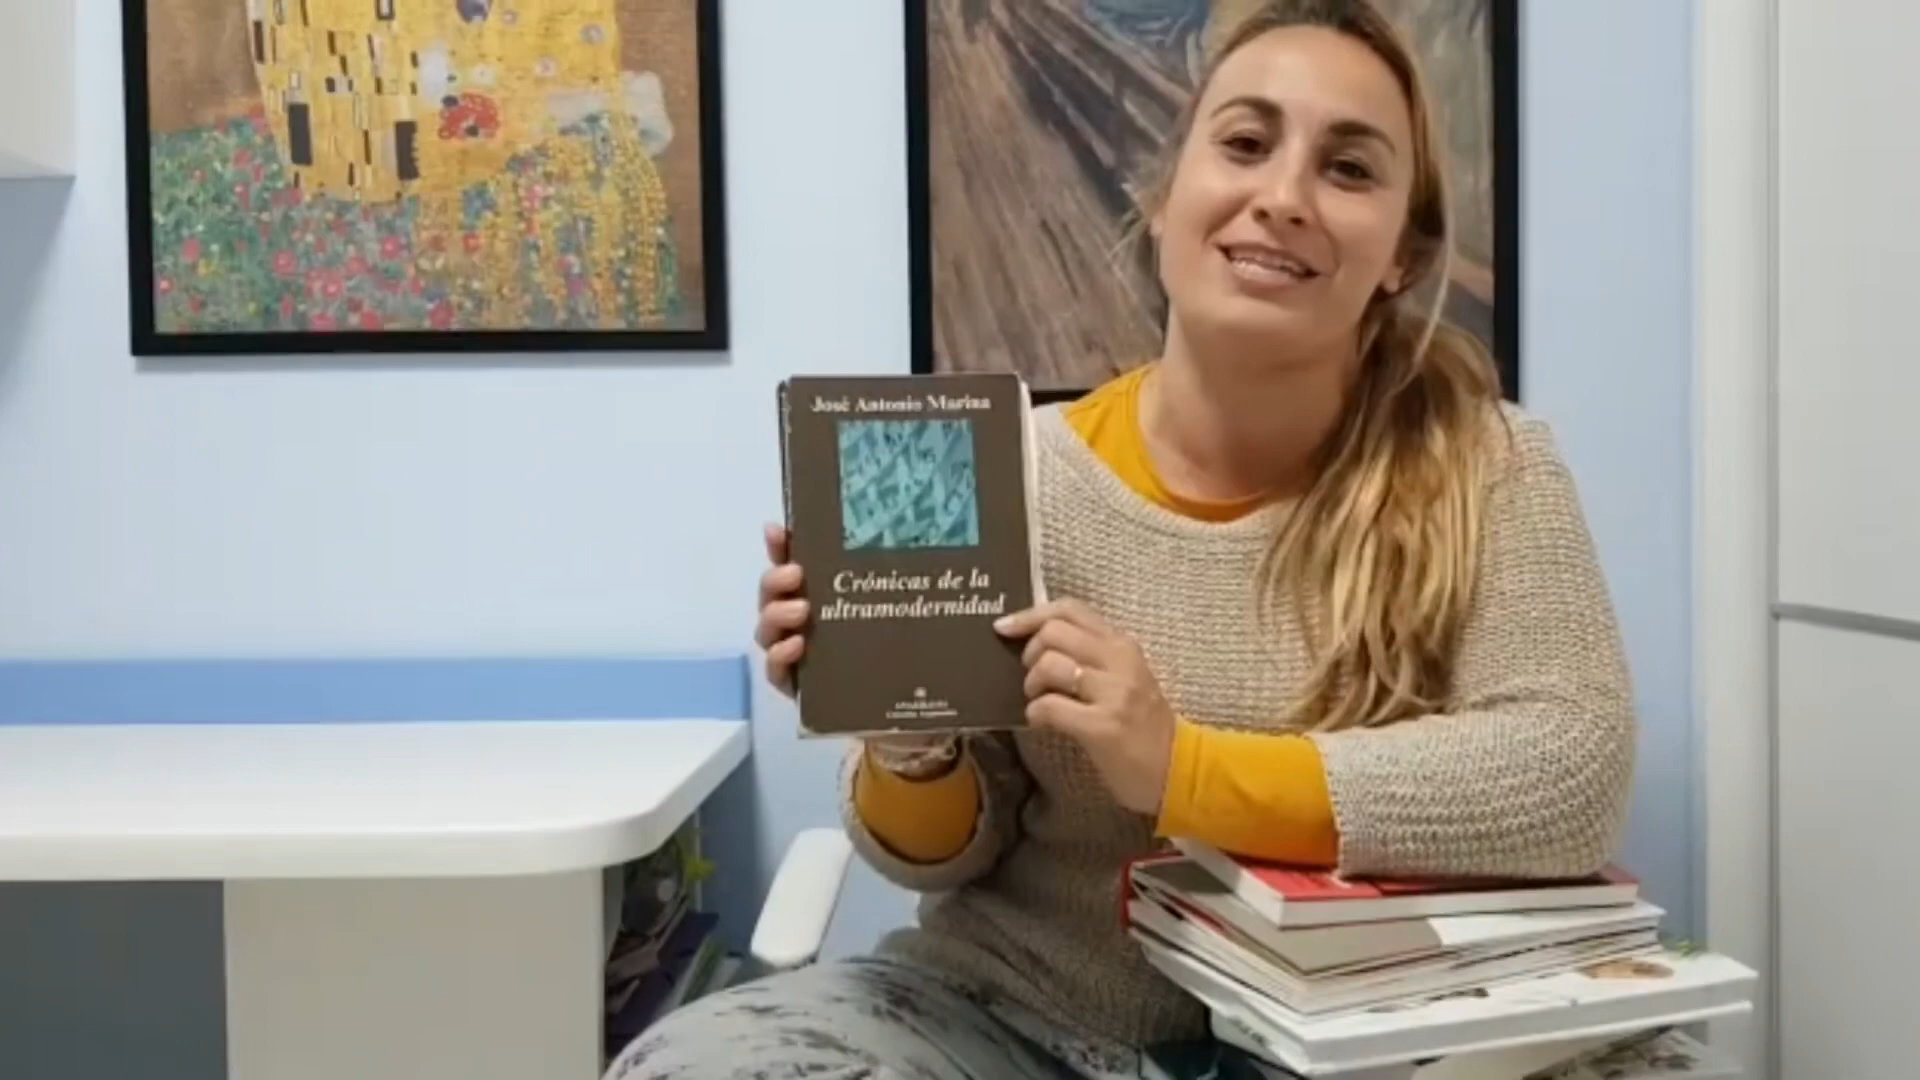 José Antonio Marina
Crónicas de la
ultramodernidad